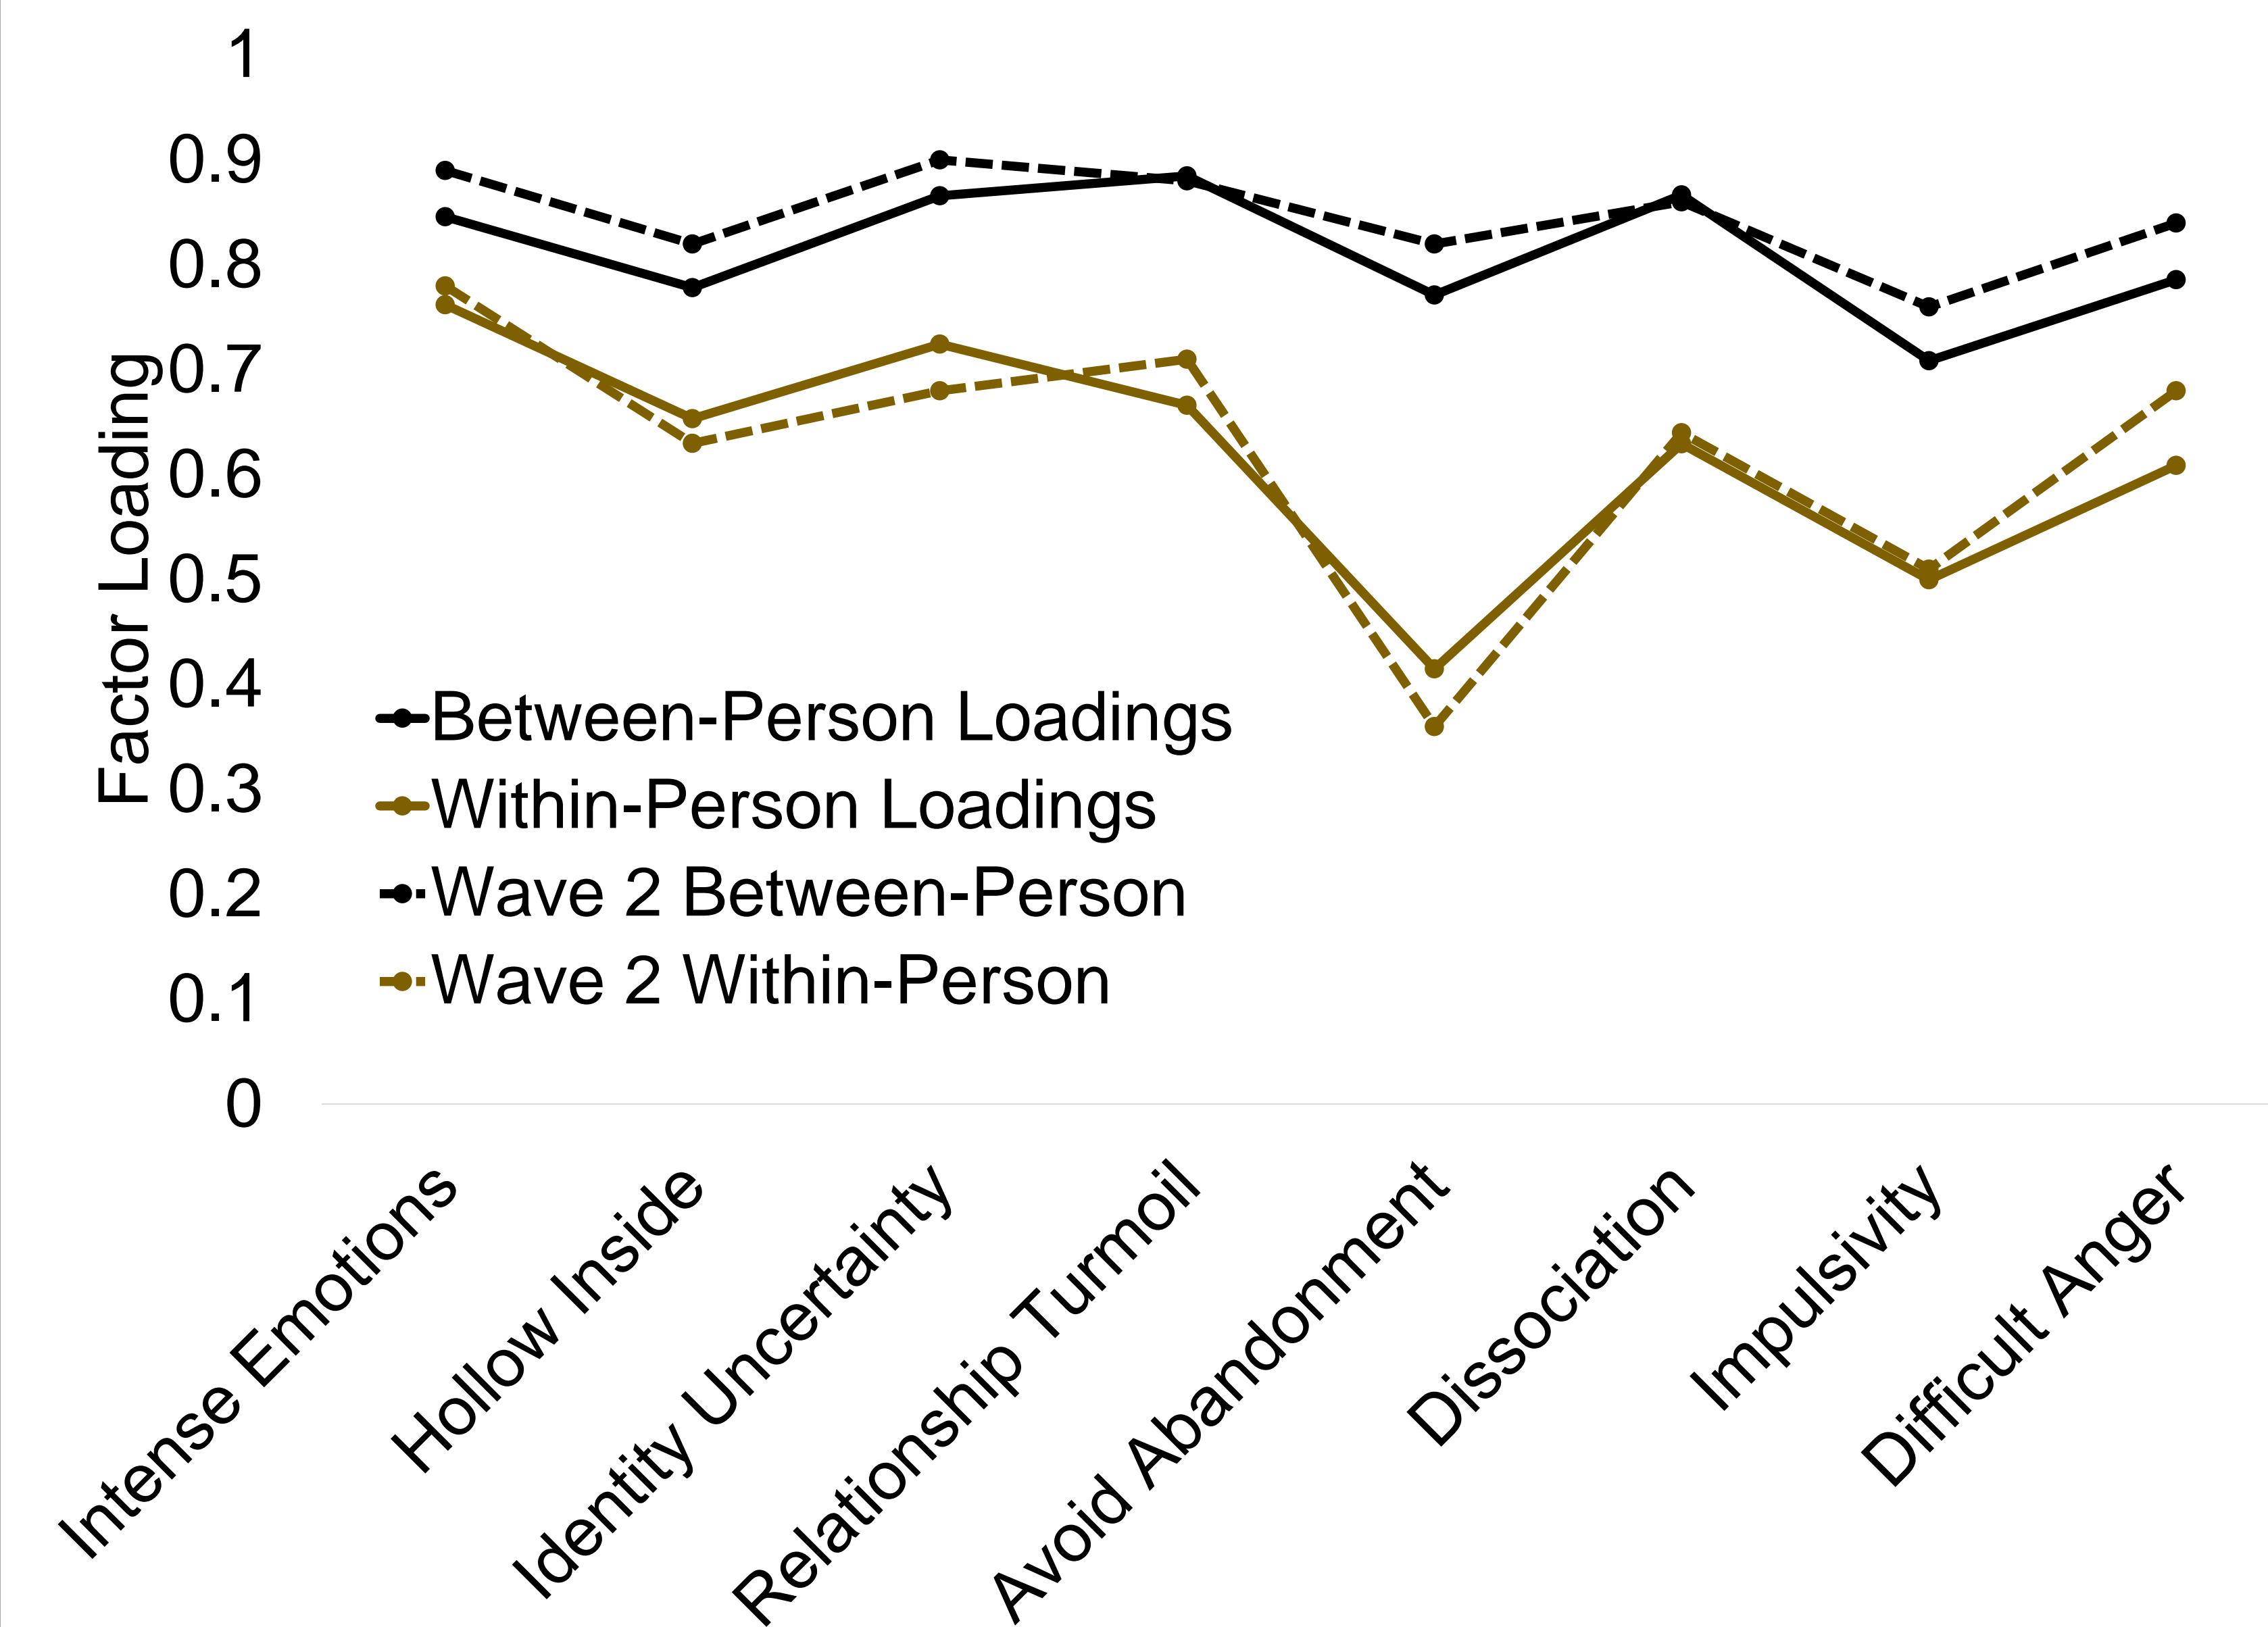 1
0.9
0.8
0.7
0.6
0.5
0.4
0.3
0.2
0.1
0
Factor Loading
Between-Person Loadings
Within-Person Loadings
Wave 2 Between-Person
Wave 2 Within-Person
Intense Emotions
Hollow Inside
Identity Uncertainty
Relationship Turmoil
Avoid Abandonment
Dissociation
Impulsivity
Difficult Anger